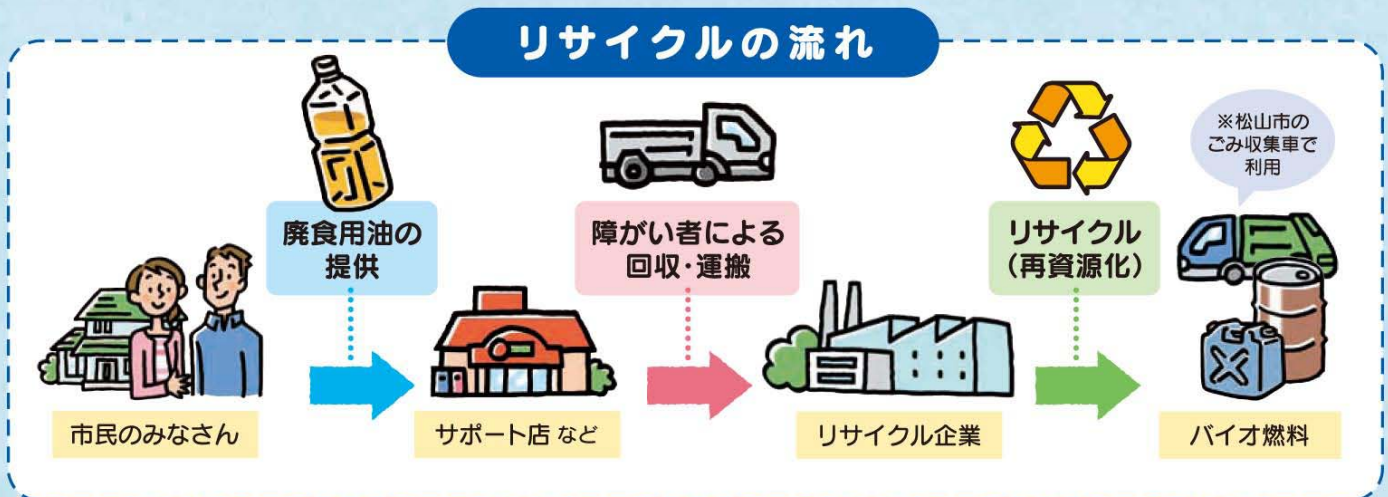 リサイクルの流れ
廃食用油の
提供
障がい者による
回収・運搬
リサイクル
（再資源化）
※松山市の
ごみ収集車で
利用
市民のみなさん
サポート店 など
リサイクル企業
バイオ燃料